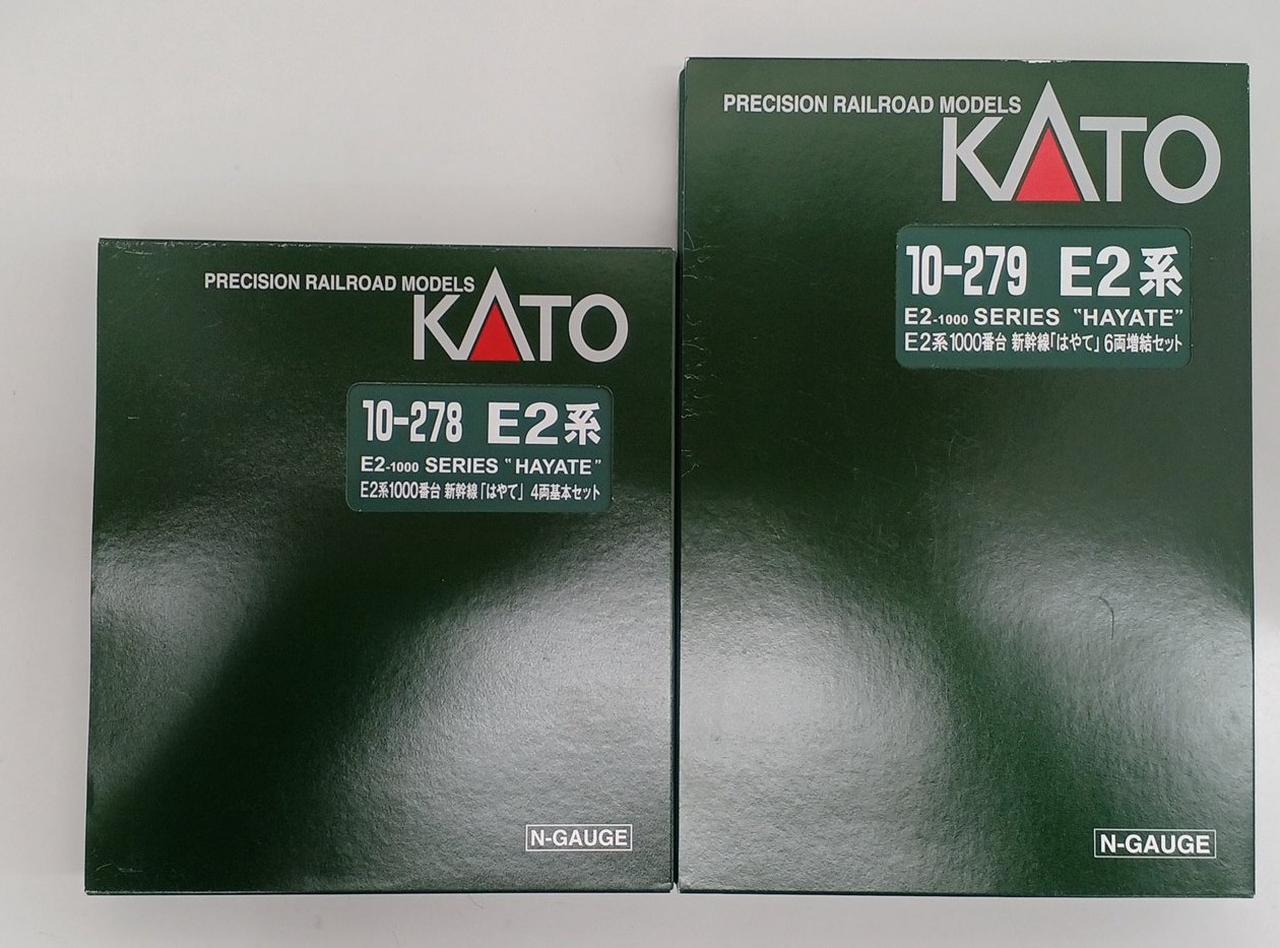 PRECISION RAILROAD MODELS
KATO
10-278 E2系
E2-1000 SERIES "HAYATE"
E2系1000番台 新幹線「はやて」 4両基本セット
N-GAUGE
PRECISION RAILROAD MODELS
KATO
10-279 E2系
E2-1000 SERIES "HAYATE"
E2系1000番台 新幹線「はやて」 6両増結セット
N-GAUGE